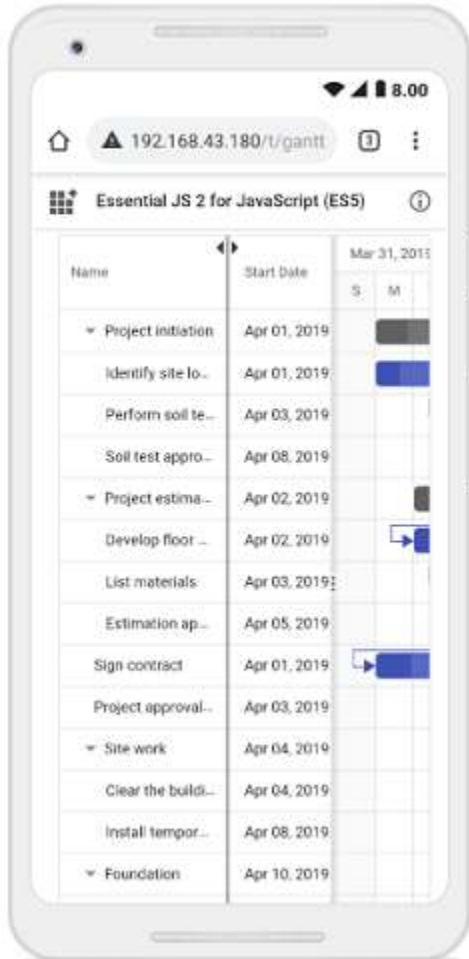 8.00
192.168.43.180/t/gantt
3
Essential JS 2 for JavaScript (ES5)
Name
Start Date
Mar 31, 2019
S M
Project initiation Apr 01, 2019
Identify site lo... Apr 01, 2019
Perform soil te... Apr 03, 2019
Soil test appro... Apr 08, 2019
Project estima... Apr 02, 2019
Develop floor ... Apr 02, 2019
List materials Apr 03, 2019
Estimation ap... Apr 05, 2019
Sign contract Apr 01, 2019
Project approval... Apr 03, 2019
Site work Apr 04, 2019
Clear the buildi... Apr 04, 2019
Install tempor... Apr 08, 2019
Foundation Apr 10, 2019